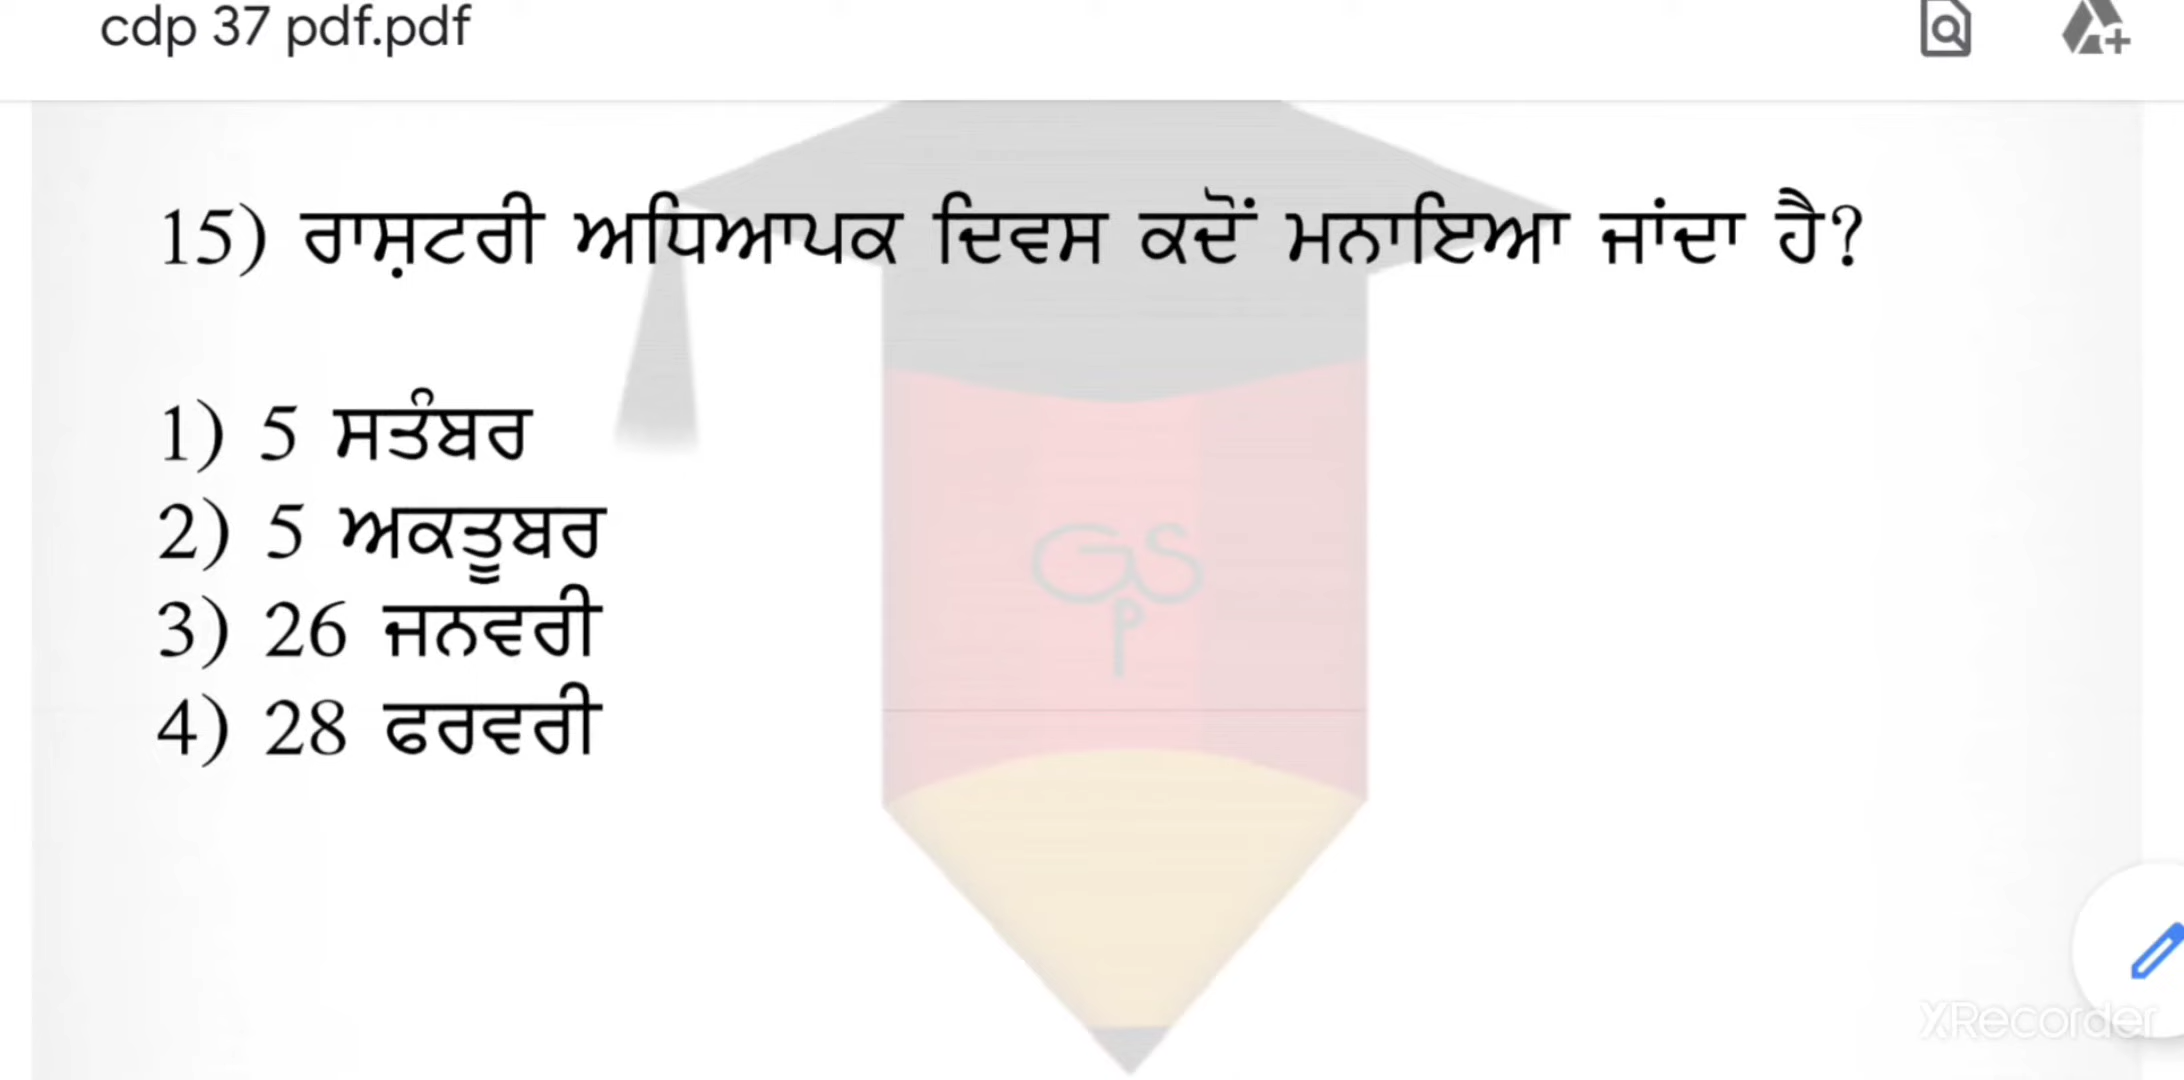 cdp 37 pdf.pdf
15) ਰਾਸ਼ਟਰੀ ਅਧਿਆਪਕ ਦਿਵਸ ਕਦੋਂ ਮਨਾਇਆ ਜਾਂਦਾ ਹੈ?
1) 5 ਸਤੰਬਰ
2) 5 ਅਕਤੂਬਰ
3) 26 ਜਨਵਰੀ
4) 28 ਫਰਵਰੀ
GS
P
XRecorder